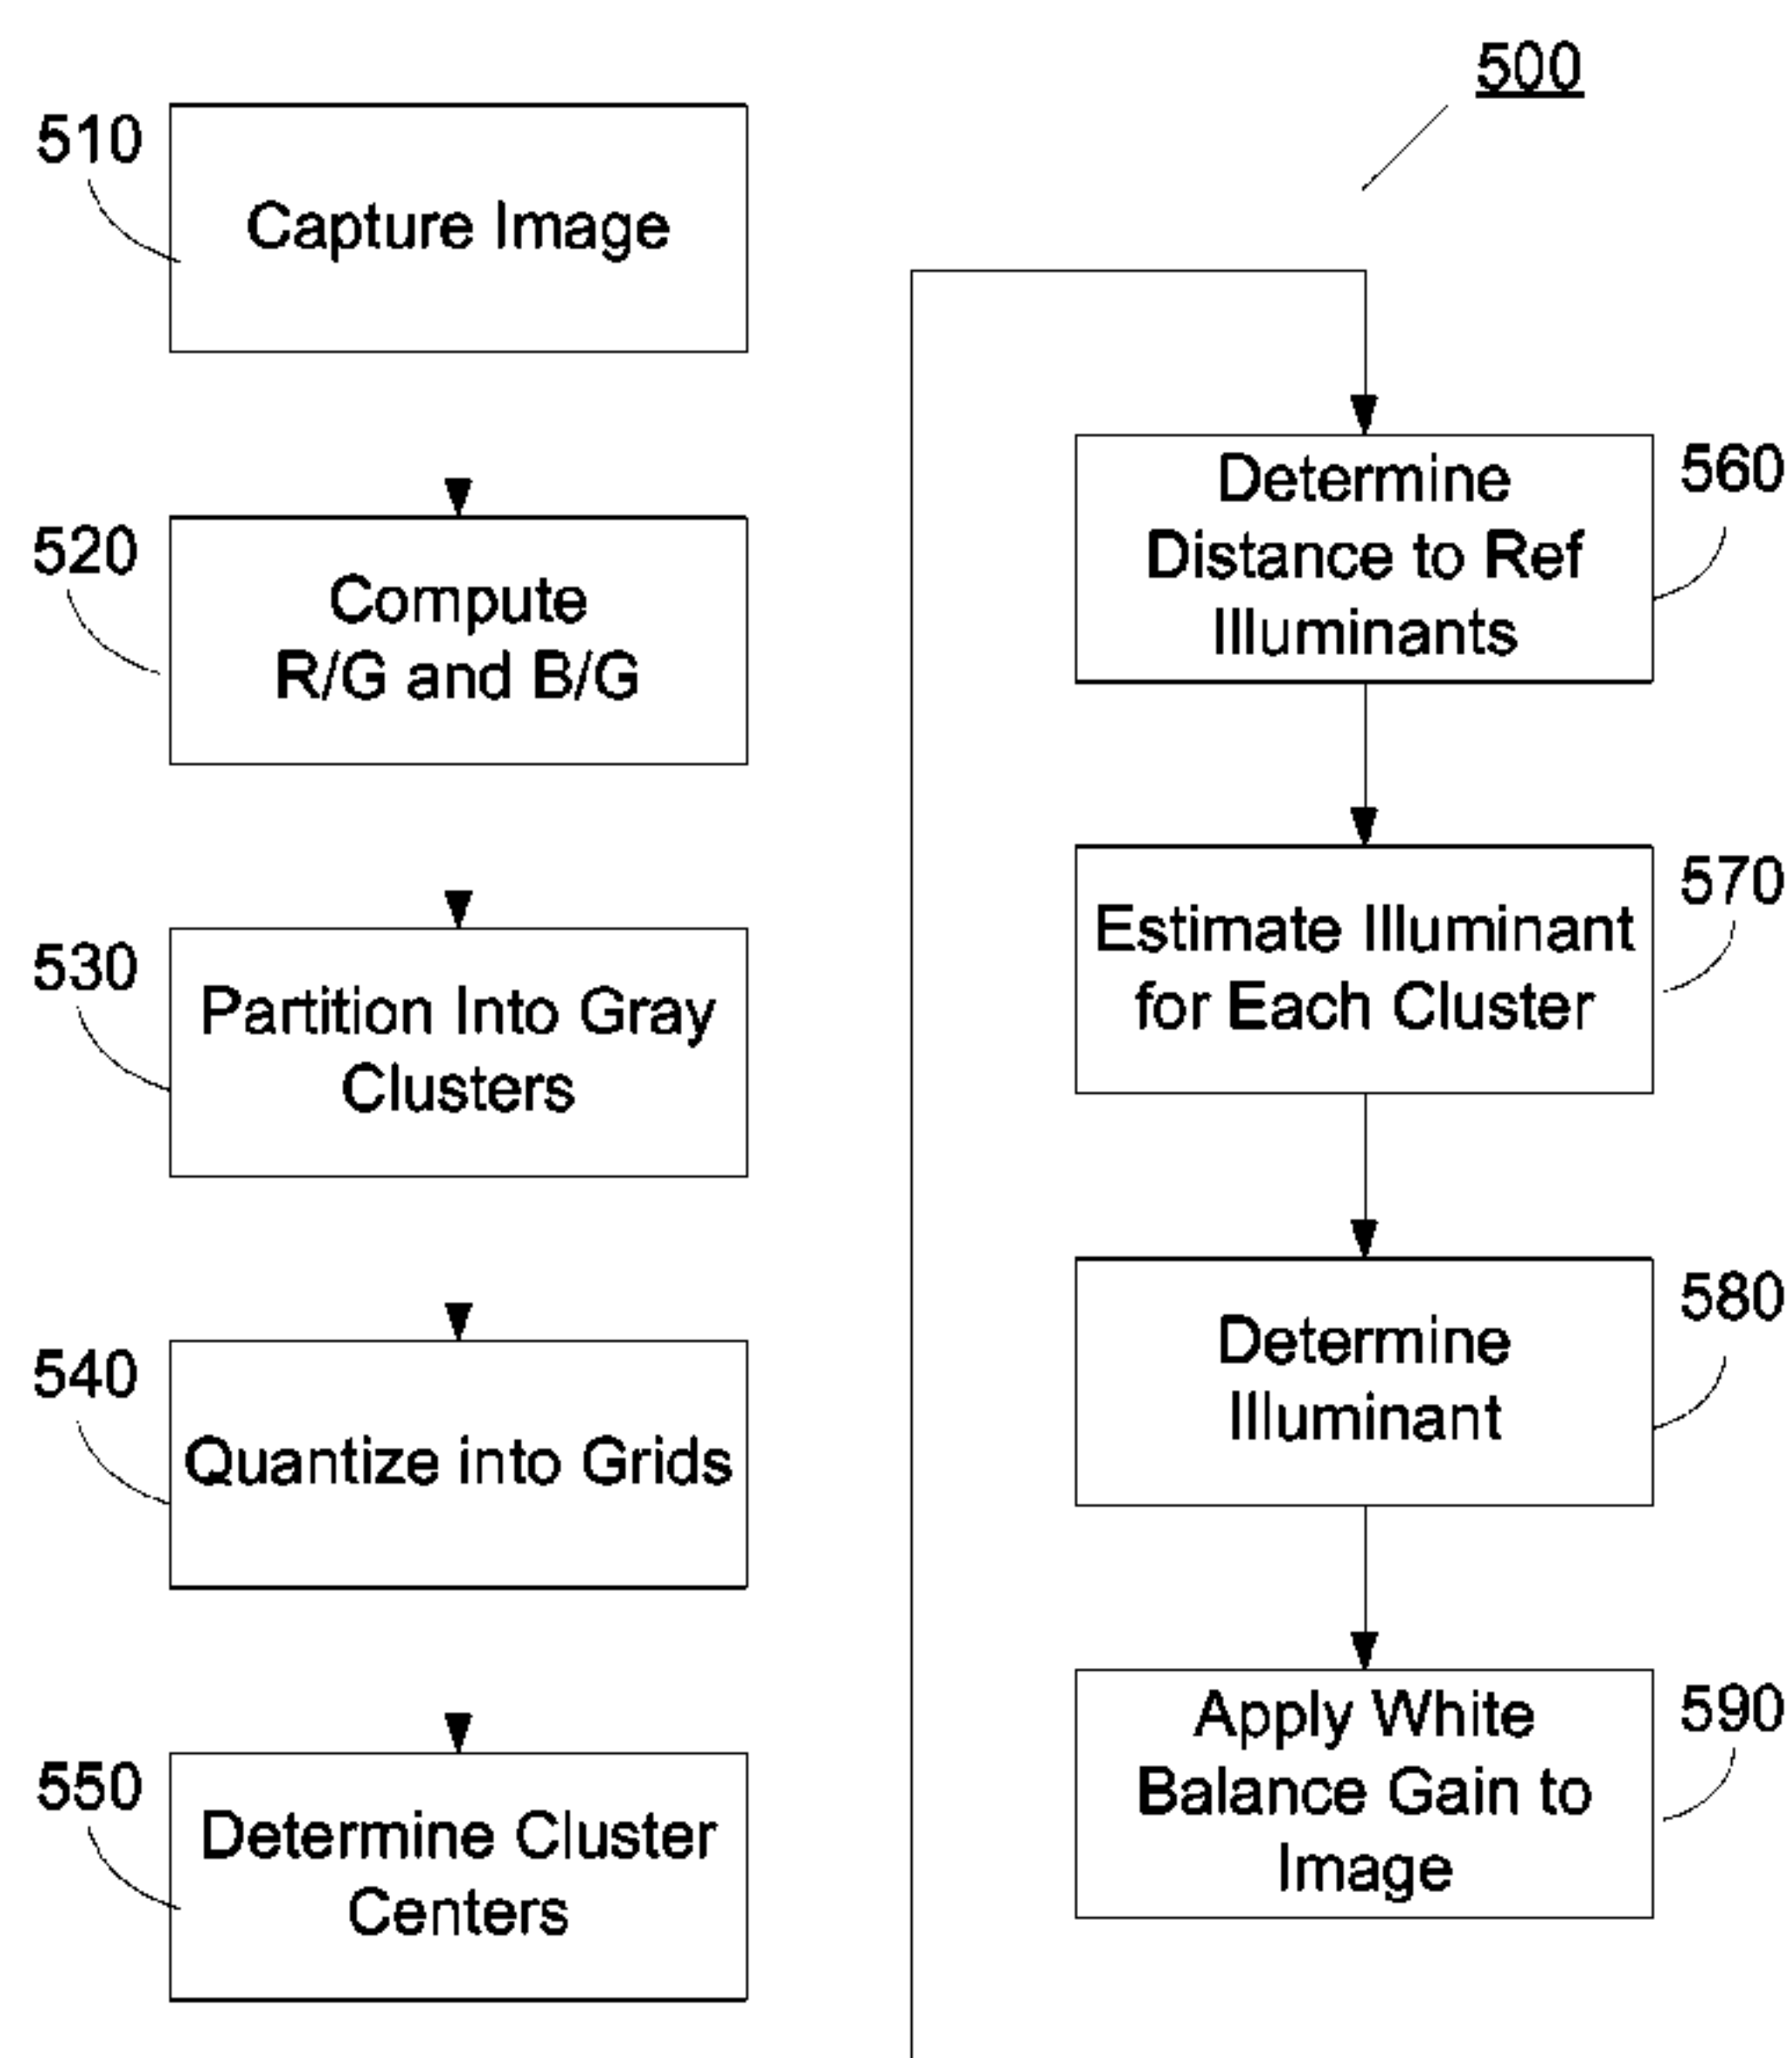 500
510
Capture Image
520
Compute
R/G and B/G
530
Partition Into Gray
Clusters
540
Quantize into Grids
550
Determine Cluster
Centers
560
Determine
Distance to Ref
Illuminants
570
Estimate Illuminant
for Each Cluster
580
Determine
Illuminant
590
Apply White
Balance Gain to
Image